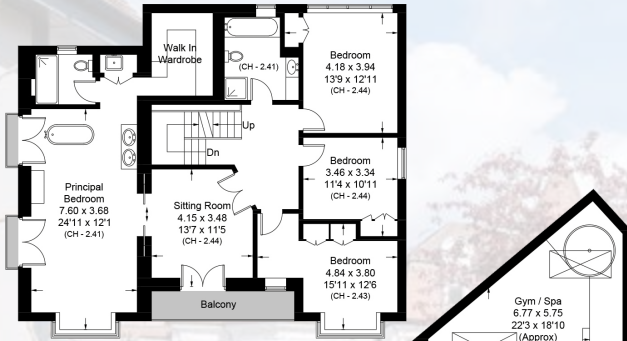 Walk In
Wardrobe
(CH - 2.41)
Bedroom
4.18 x 3.94
13'9 x 12'11
(CH - 2.44)
Up
Dn
Bedroom
3.46 x 3.34
11'4 x 10'11
(CH - 2.44)
Principal
Bedroom
7.60 x 3.68
24'11 x 12'1
(CH - 2.41)
Sitting Room
4.15 x 3.48
13'7 x 11'5
(CH - 2.44)
Bedroom
4.84 x 3.80
15'11 x 12'6
(CH - 2.43)
Balcony
Gym / Spa
6.77 x 5.75
22'3 x 18'10
(Approx)